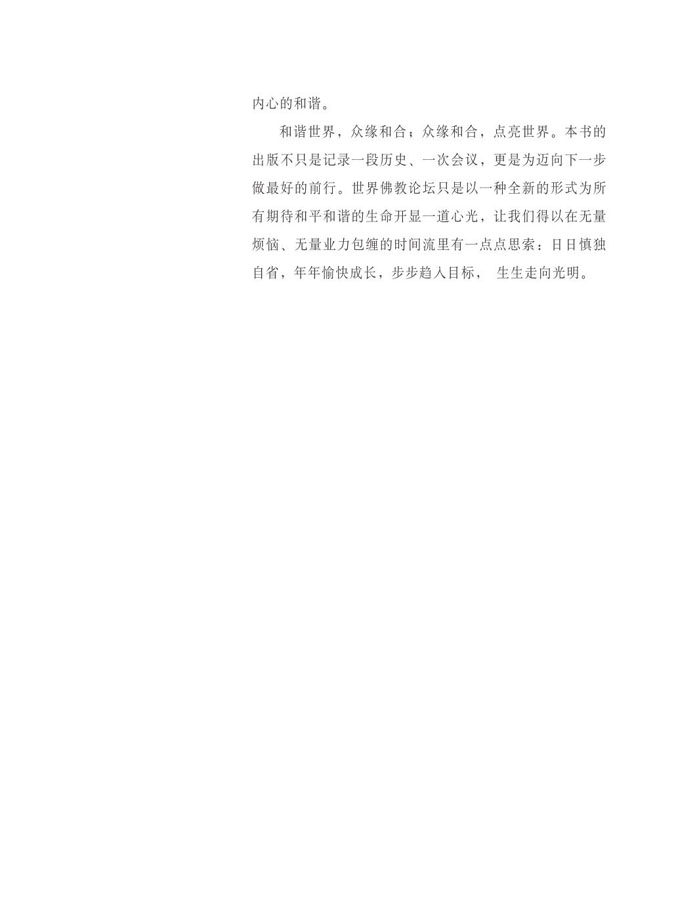 内心的和谐。
和谐世界，众缘和合；众缘和合，点亮世界。本书的
出版不只是记录一段历史、一次会议，更是为迈向下一步
做最好的前行。世界佛教论坛只是以一种全新的形式为所
有期待和平和谐的生命开显一道心光，让我们得以在无量
烦恼、无量业力包缠的时间流里有一点点思索：日日慎独
自省，年年愉快成长，步步趋入目标， 生生走向光明。